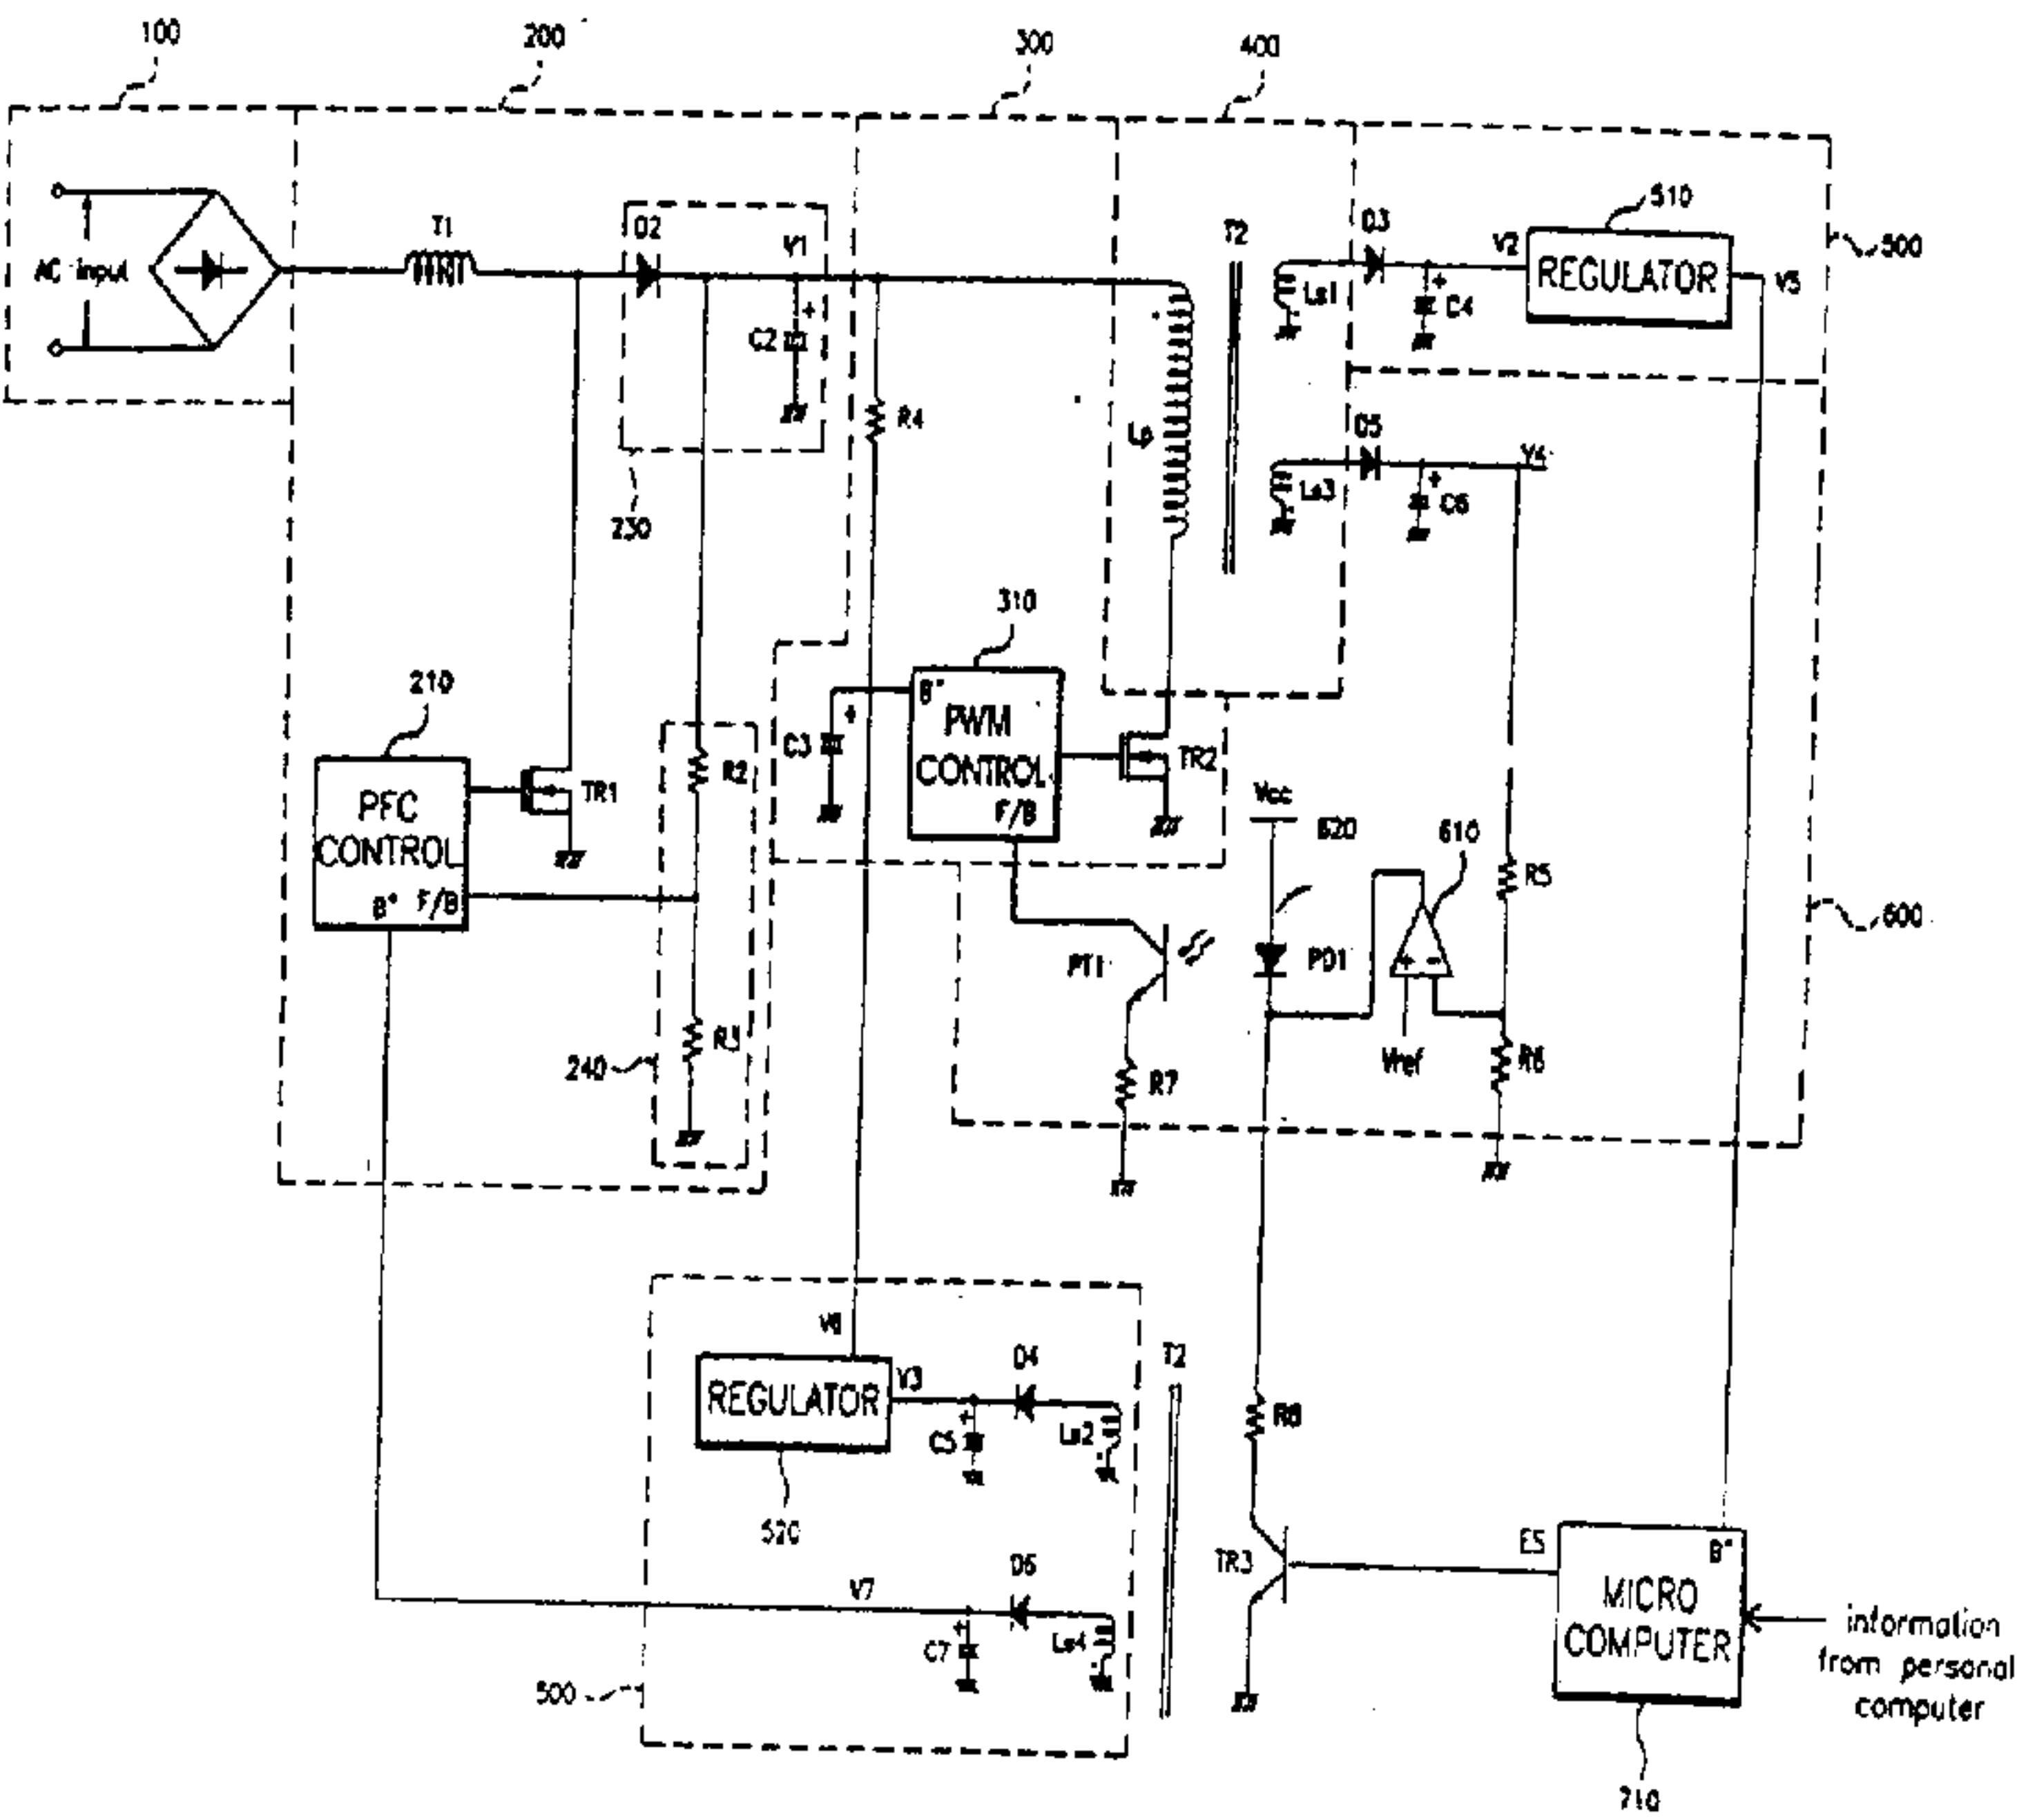 100
200
300
400
AC input
T1
D2
V1
C2
230
R4
T2
Lp
Ls1
D3
C4
V2
510
REGULATOR
V5
500
Ls3
D5
C6
V4
210
PFC
CONTROL
B+ F/B
TR1
R2
R3
240
310
B+
PWM
CONTROL
F/B
C3
TR2
Vcc
620
610
PT1
PD1
R5
R6
Vref
R7
600
V6
REGULATOR
V3
520
C5
D4
Ls2
T2
V7
C7
D6
Ls4
500
R8
TR3
ES
B+
MICRO
COMPUTER
710
information
from personal
computer